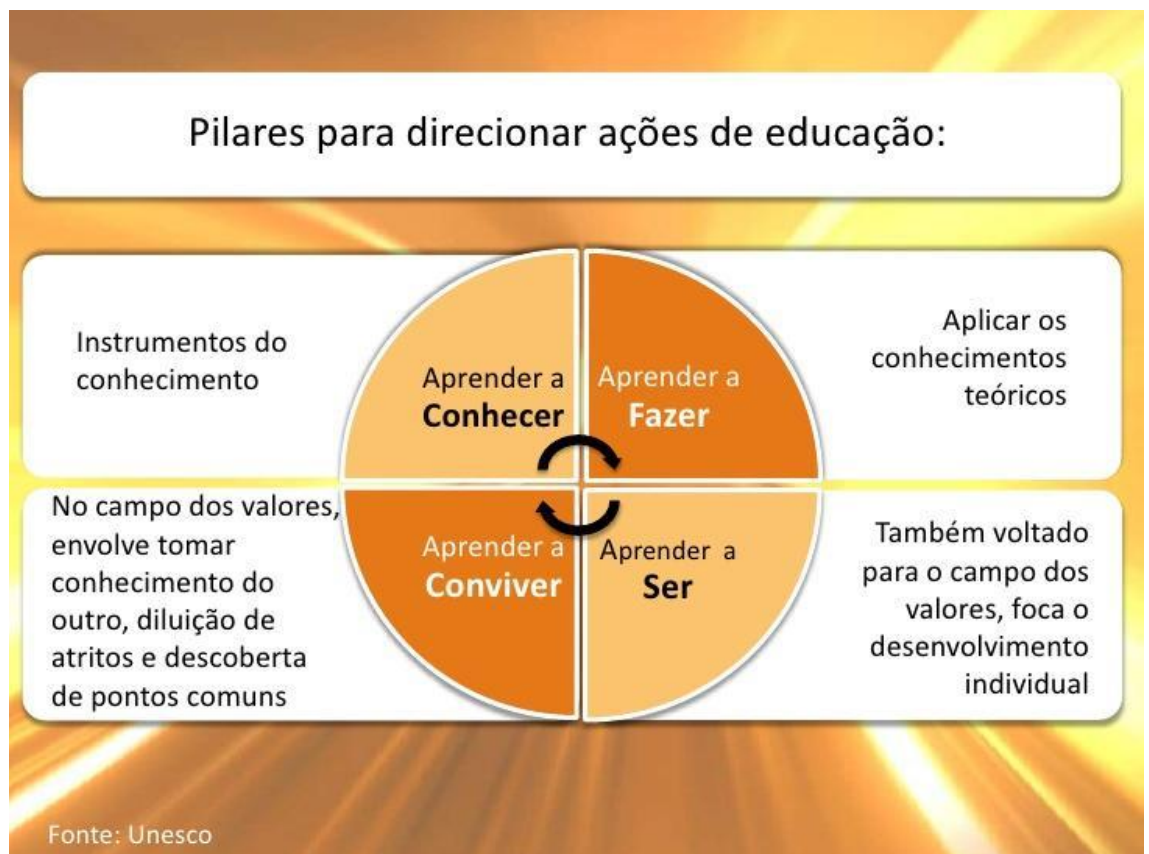 Pilares para direcionar ações de educação:
Instrumentos do
conhecimento
Aprender a
Conhecer
Aprender a
Fazer
Aplicar os
conhecimentos
teóricos
No campo dos valores,
envolve tomar
conhecimento do
outro, diluição de
atritos e descoberta
de pontos comuns
Aprender a
Conviver
Aprender a
Ser
Também voltado
para o campo dos
valores, foca o
desenvolvimento
individual
Fonte: Unesco